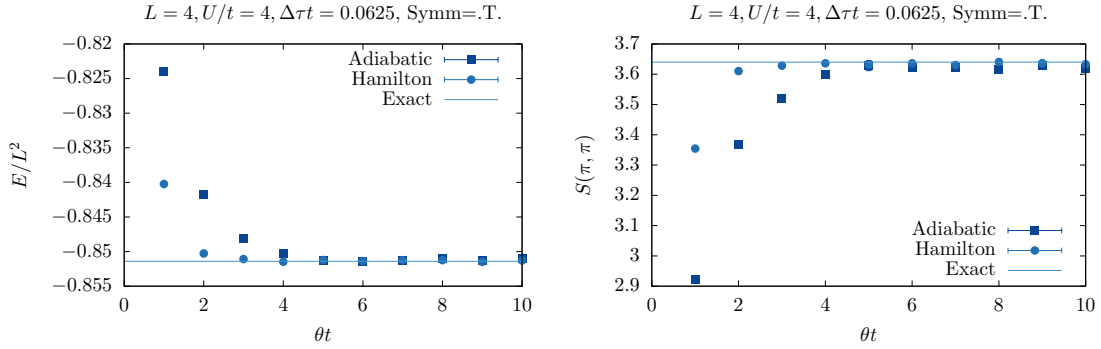 L = 4, U/t = 4, Δτt = 0.0625, Symm=.T.
−0.82
−0.825
−0.83
−0.835
−0.84
−0.845
−0.85
−0.855
E/L²
0 2 4 6 8 10
θt
Adiabatic
Hamilton
Exact
L = 4, U/t = 4, Δτt = 0.0625, Symm=.T.
3.7
3.6
3.5
3.4
3.3
3.2
3.1
3
2.9
S(π, π)
0 2 4 6 8 10
θt
Adiabatic
Hamilton
Exact